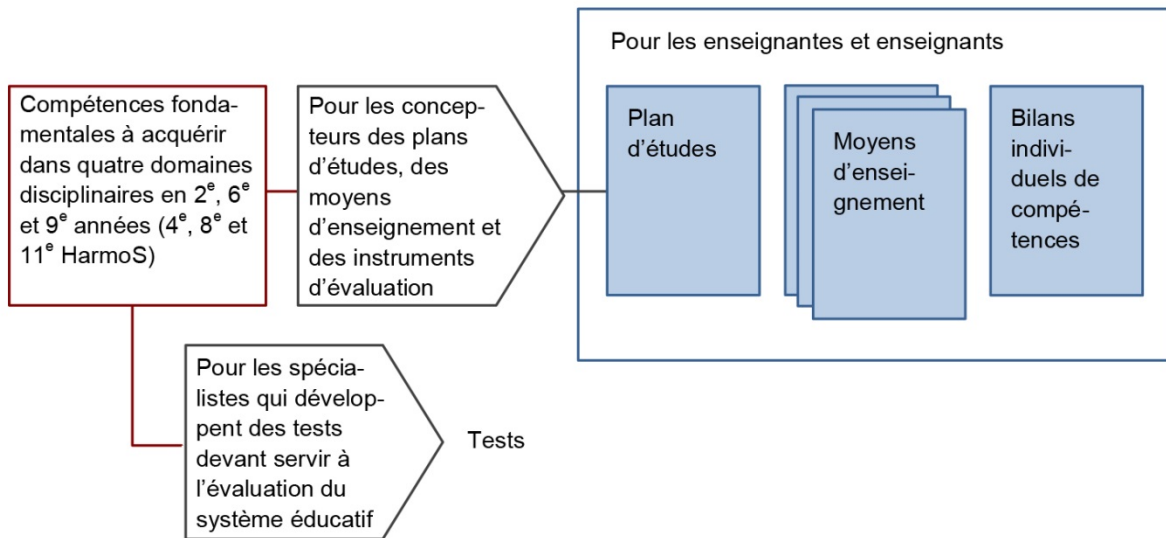 Pour les enseignantes et enseignants
Compétences fonda-
mentales à acquérir
dans quatre domaines
disciplinaires en 2e, 6e
et 9e années (4e, 8e et
11e HarmoS)
Pour les concep-
teurs des plans
d’études, des
moyens
d’enseignement et
des instruments
d’évaluation
Plan
d’études
Moyens
d’ensei-
gnement
Bilans
indivi-
duels de
compé-
tences
Pour les spécia-
listes qui dévelop-
pent des tests
devant servir à
l’évaluation du
système éducatif
Tests